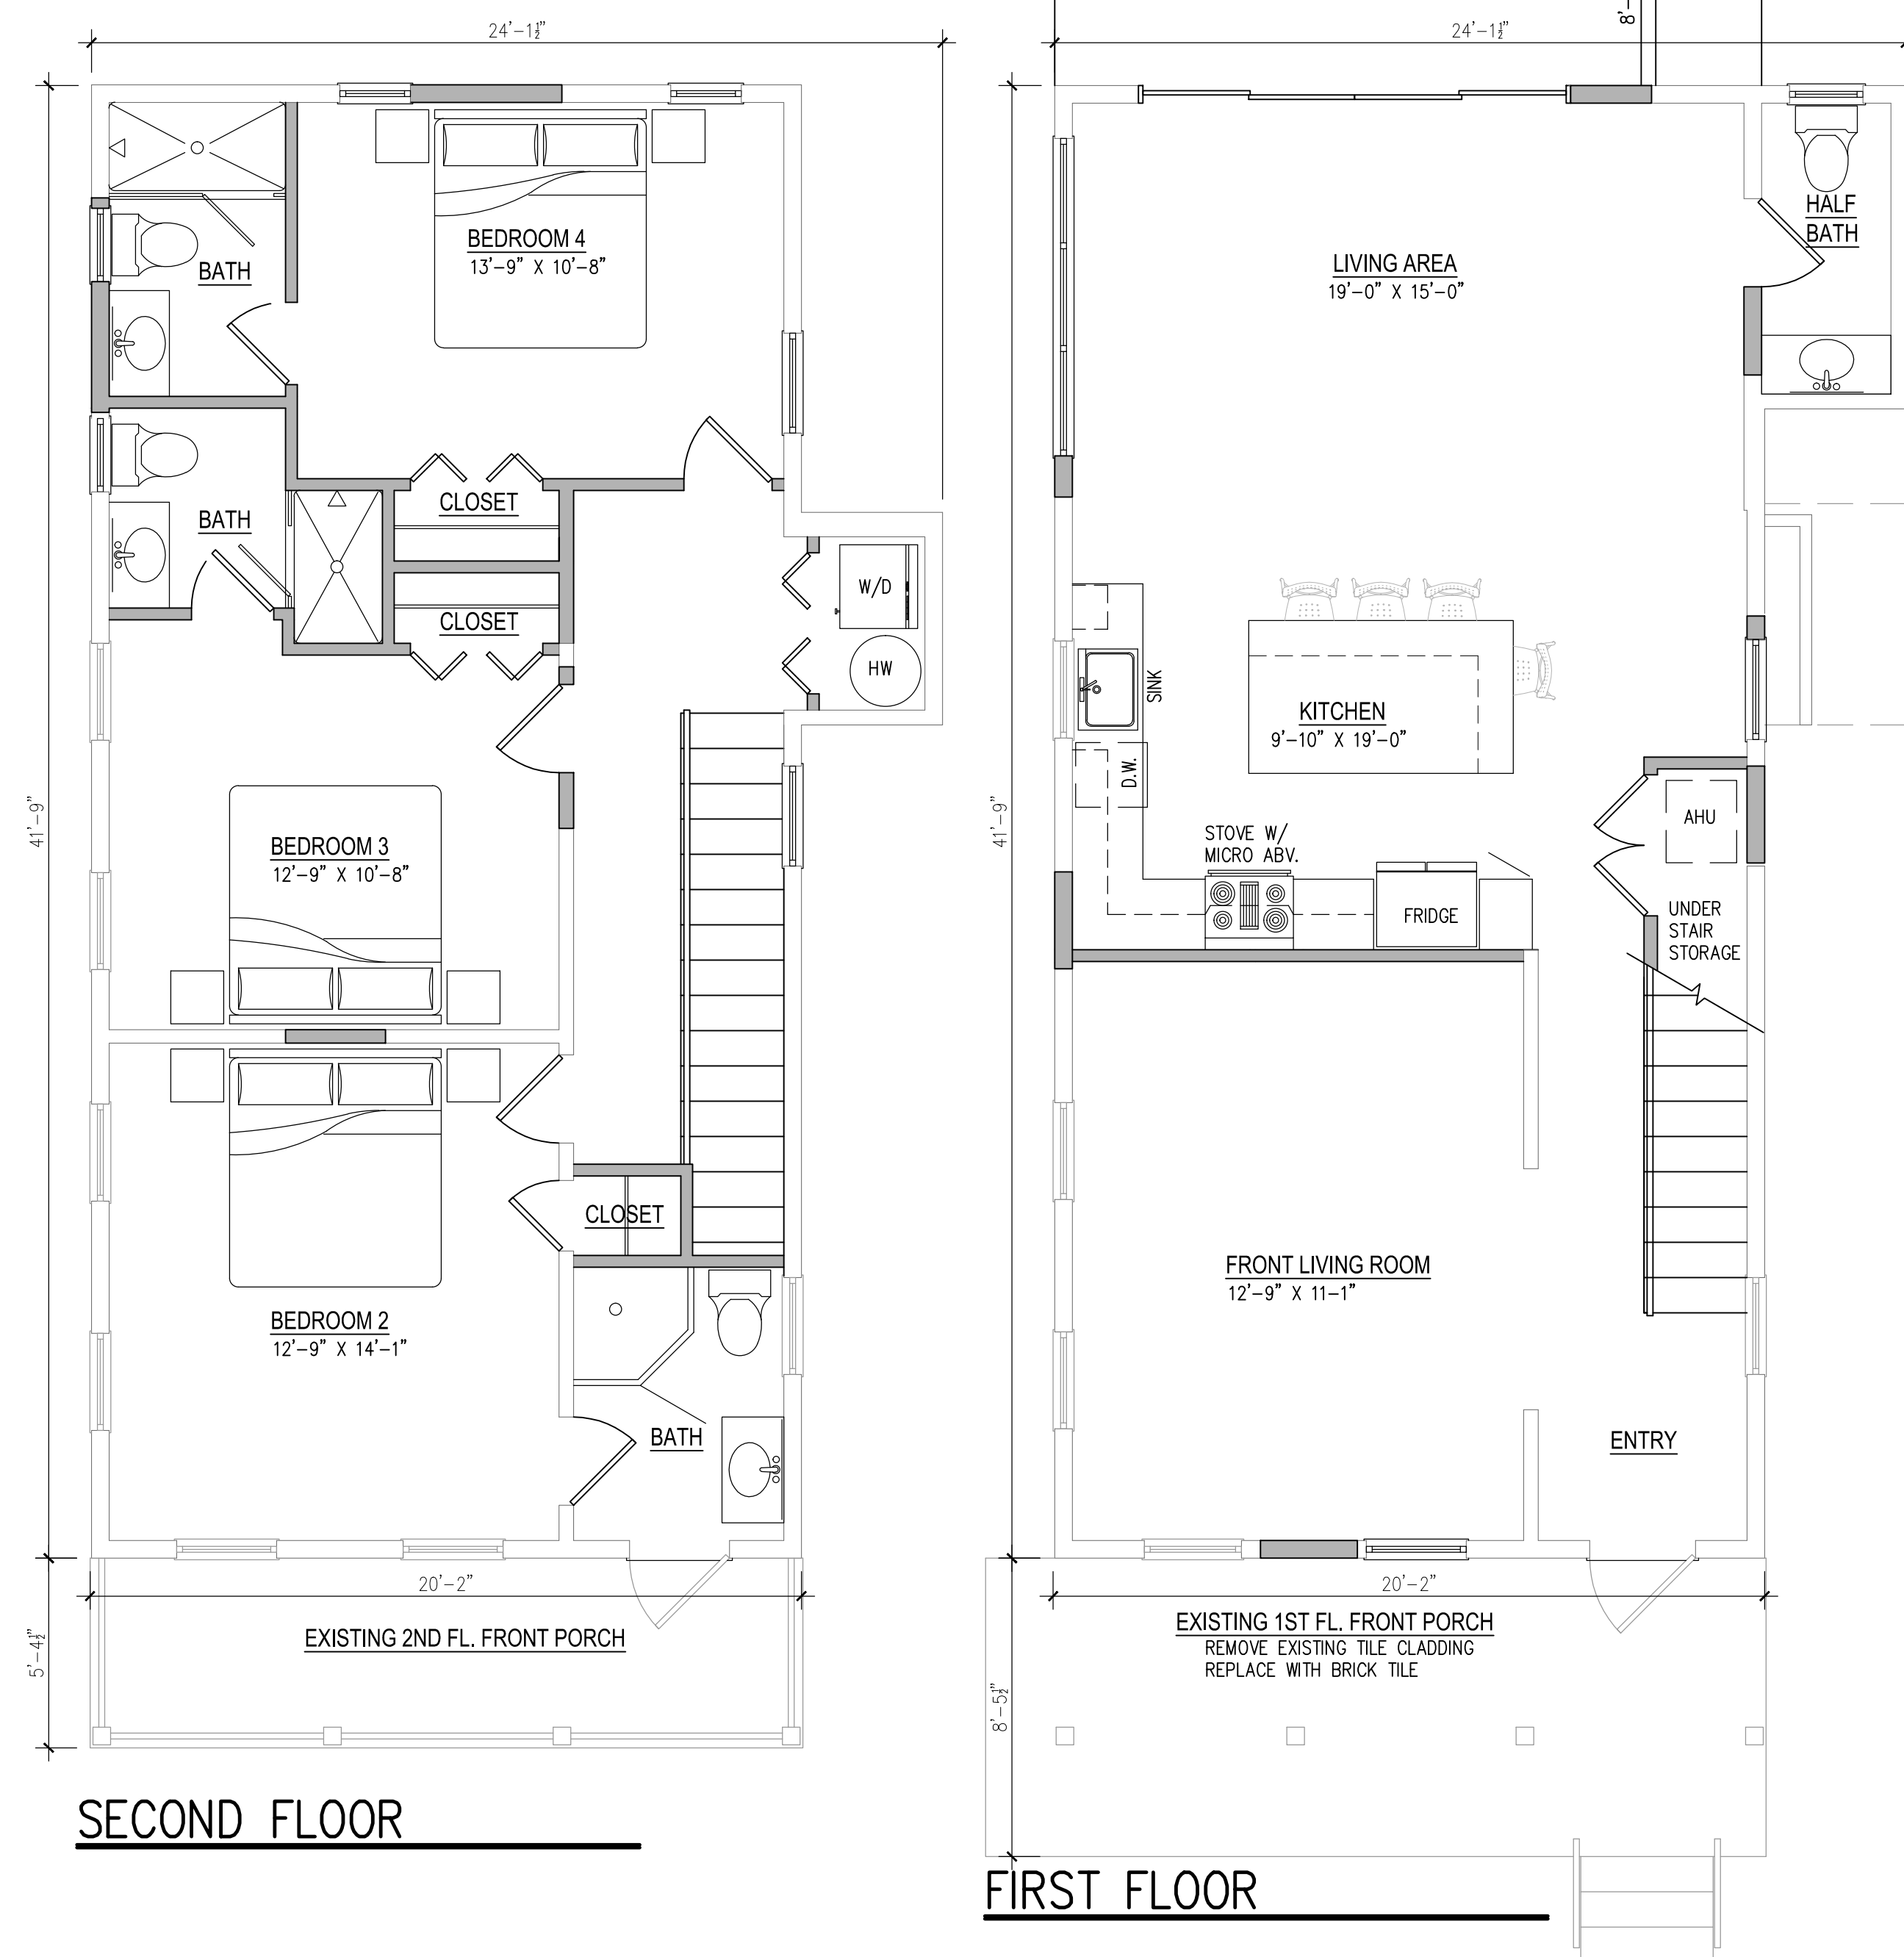 24'-1½"
BEDROOM 4
13'-9" X 10'-8"
BATH
BATH
CLOSET
CLOSET
W/D
HW
41'-9"
BEDROOM 3
12'-9" X 10'-8"
CLOSET
BEDROOM 2
12'-9" X 14'-1"
BATH
20'-2"
EXISTING 2ND FL. FRONT PORCH
5'-4½"
SECOND FLOOR
8'-
24'-1½"
HALF
BATH
LIVING AREA
19'-0" X 15'-0"
SINK
KITCHEN
9'-10" X 19'-0"
D.W.
41'-9"
STOVE W/
MICRO ABV.
AHU
FRIDGE
UNDER
STAIR
STORAGE
FRONT LIVING ROOM
12'-9" X 11-1"
ENTRY
20'-2"
EXISTING 1ST FL. FRONT PORCH
REMOVE EXISTING TILE CLADDING
REPLACE WITH BRICK TILE
8'-5½"
FIRST FLOOR